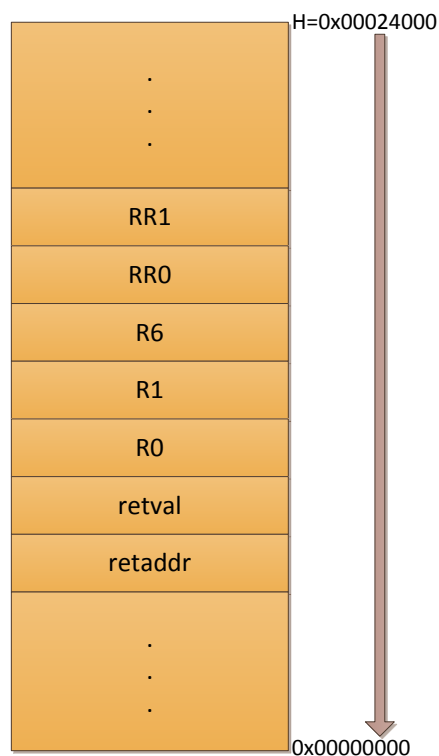 H=0x00024000
.
.
.
RR1
RR0
R6
R1
R0
retval
retaddr
.
.
.
0x00000000